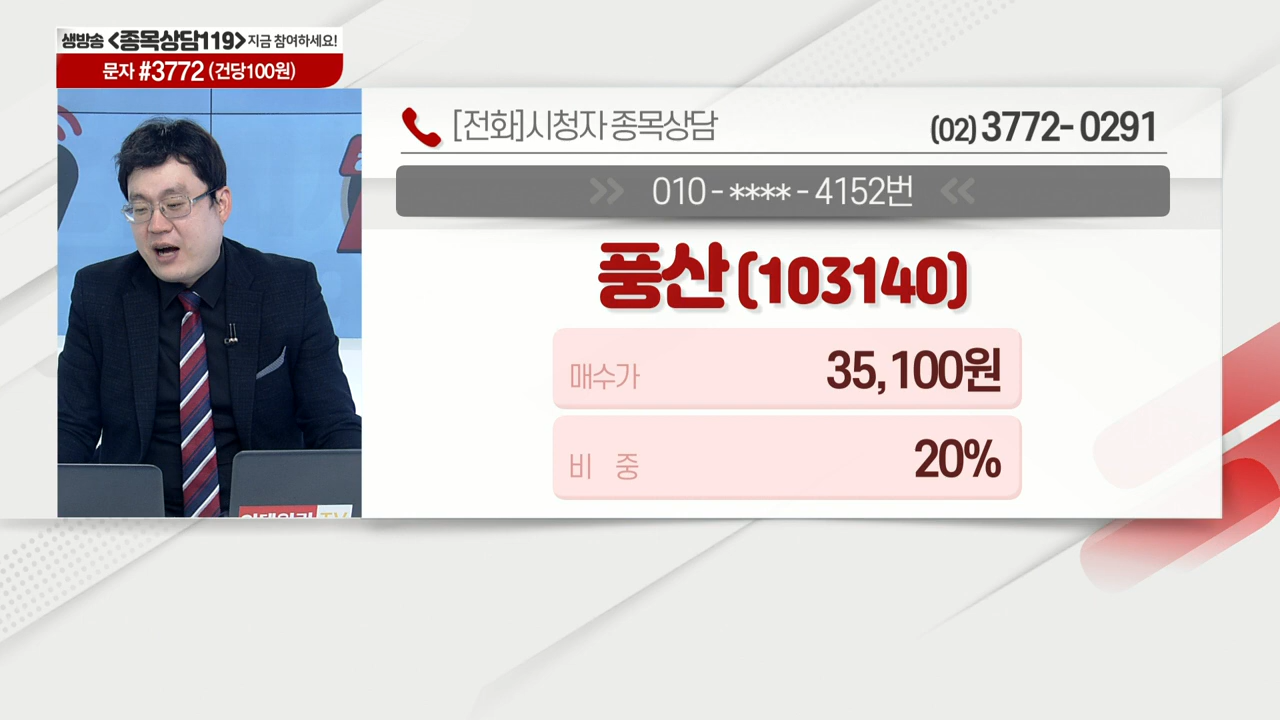 생방송 <종목상담119> 지금 참여하세요!
문자 #3772 (건당100원)
[전화]시청자 종목상담
(02) 3772-0291
010 - **** - 4152번
풍산(103140)
매수가
35,100원
비 중
20%
TV